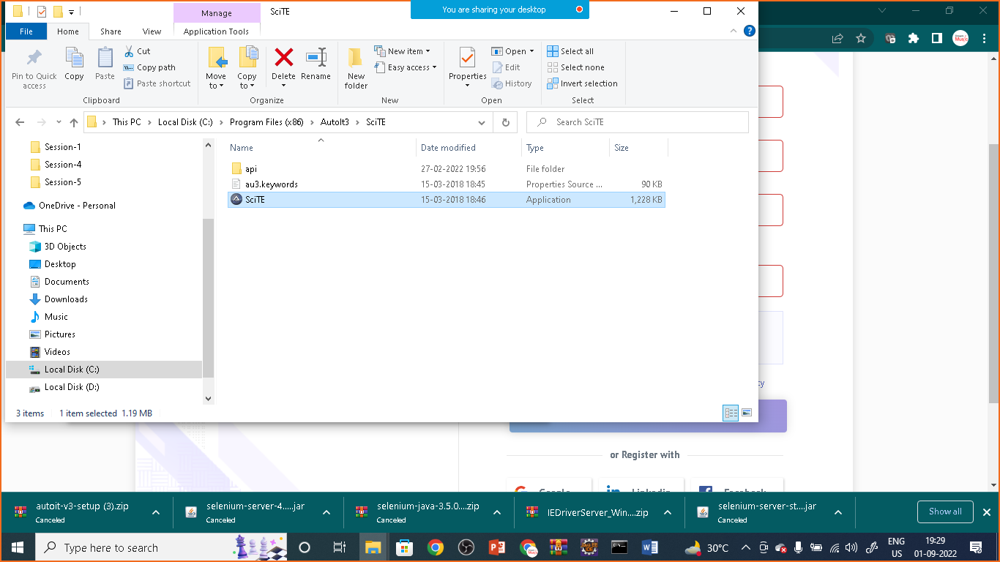 SciTE
Manage
You are sharing your desktop
File
Home
Share
View
Application Tools
Pin to Quick access
Copy
Paste
Cut
Copy path
Paste shortcut
Clipboard
Move to
Copy to
Delete
Rename
Organize
New folder
New item
Easy access
New
Properties
Open
Edit
History
Open
Select all
Select none
Invert selection
Select
This PC
Local Disk (C:)
Program Files (x86)
AutoIt3
SciTE
Search SciTE
Session-1
Session-4
Session-5
OneDrive - Personal
This PC
3D Objects
Desktop
Documents
Downloads
Music
Pictures
Videos
Local Disk (C:)
Local Disk (D:)
Name Date modified Type Size
api 27-02-2022 19:56 File folder
au3.keywords 15-03-2018 18:45 Properties Source ... 90 KB
SciTE 15-03-2018 18:46 Application 1,228 KB
3 items 1 item selected 1.19 MB
or Register with
Google
Linkedin
Facebook
autoit-v3-setup (3).zip
Canceled
selenium-server-4.....jar
Canceled
selenium-java-3.5.0....zip
Canceled
IEDriverServer_Win....zip
selenium-server-st....jar
Canceled
Show all
Type here to search
30°C
ENG
US
19:29
01-09-2022